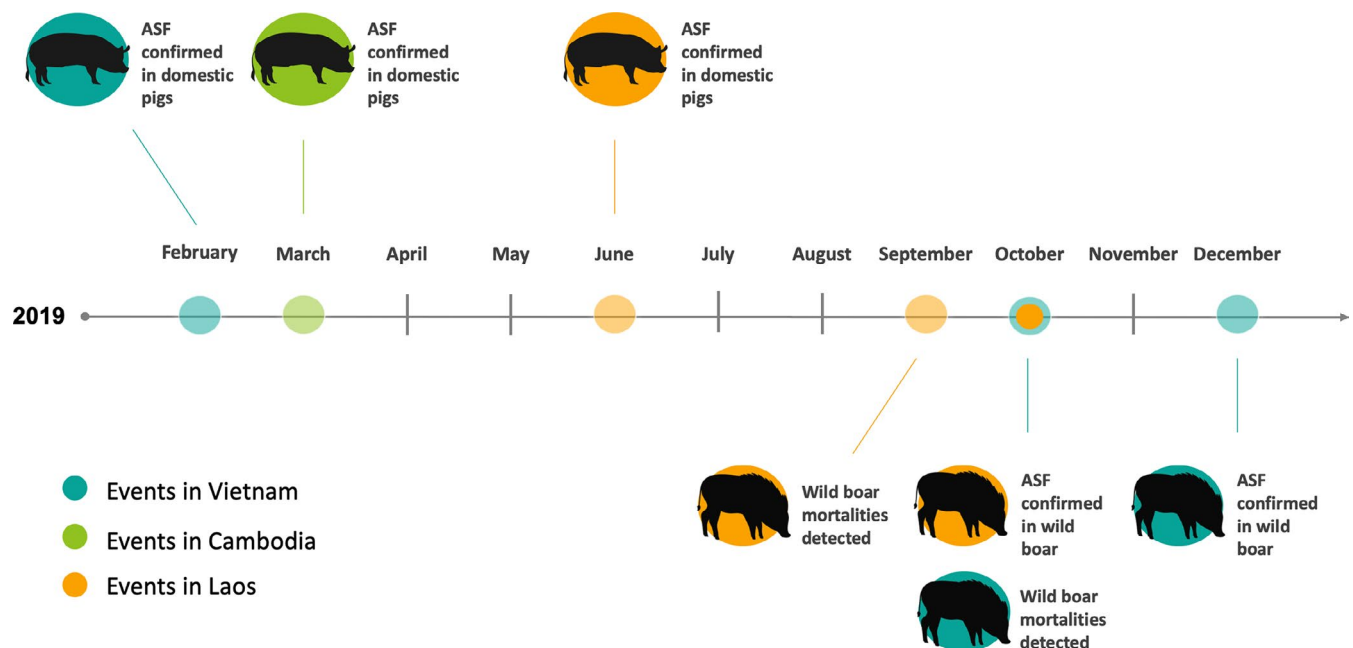 ASF
confirmed
in domestic
pigs
ASF
confirmed
in domestic
pigs
ASF
confirmed
in domestic
pigs
February
March
April
May
June
July
August
September
October
November
December
2019
Events in Vietnam
Events in Cambodia
Events in Laos
Wild boar
mortalities
detected
ASF
confirmed
in wild
boar
ASF
confirmed
in wild
boar
Wild boar
mortalities
detected